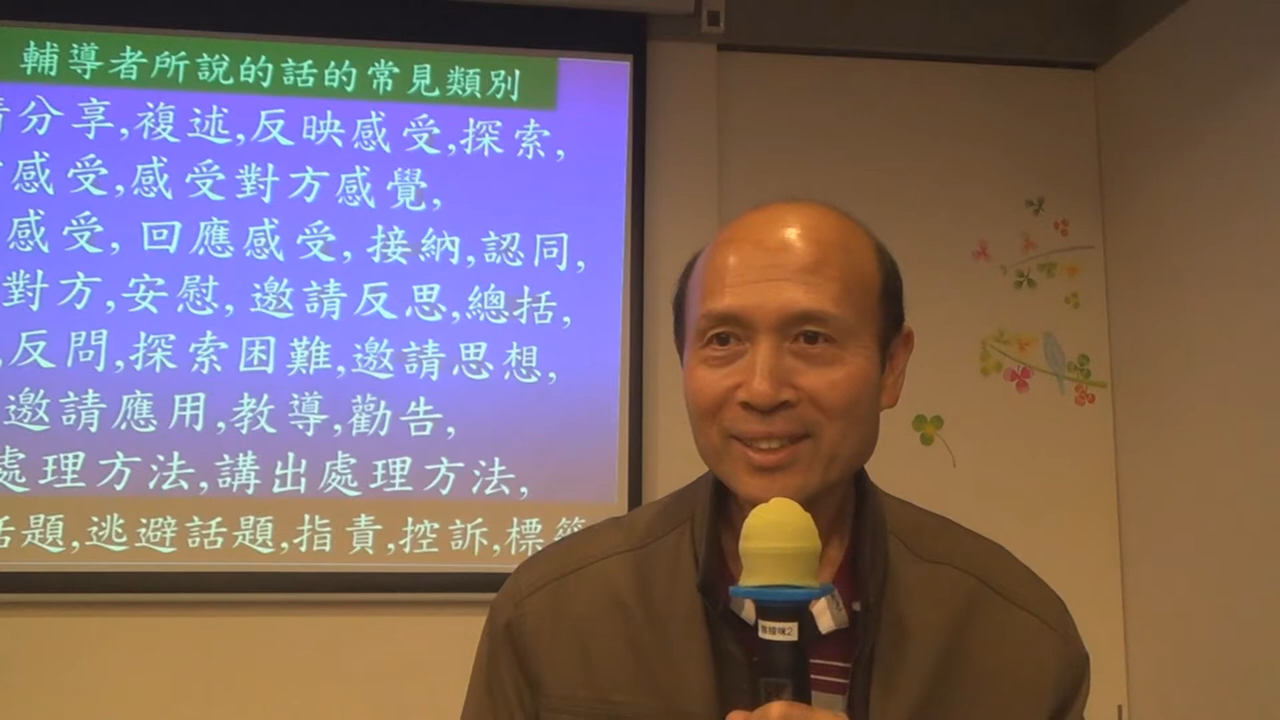 輔導者所說的話的常見類別
分享,複述,反映感受,探索,
感受,感受對方感覺,
感受, 回應感受, 接納,認同,
對方,安慰, 邀請反思,總括,
,反問,探索困難,邀請思想,
邀請應用,教導,勸告,
處理方法,講出處理方法,
話題,逃避話題,指責,控訴,標